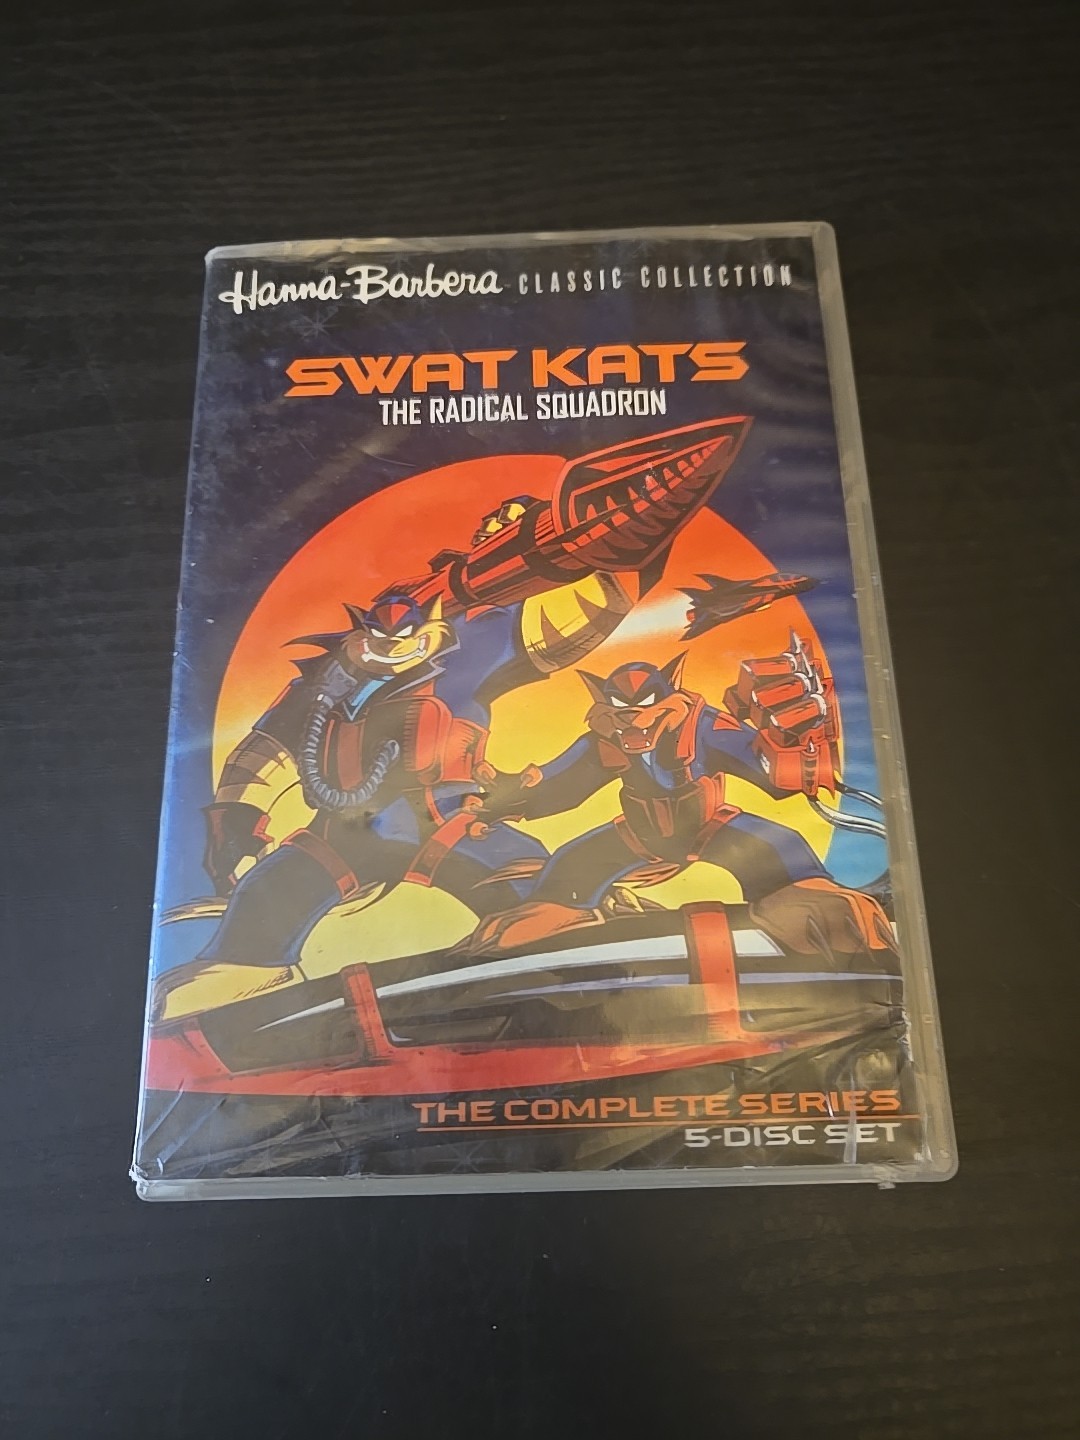 Hanna-Barbera CLASSIC COLLECTION
SWAT KATS
THE RADICAL SQUADRON
THE COMPLETE SERIES
5-DISC SET